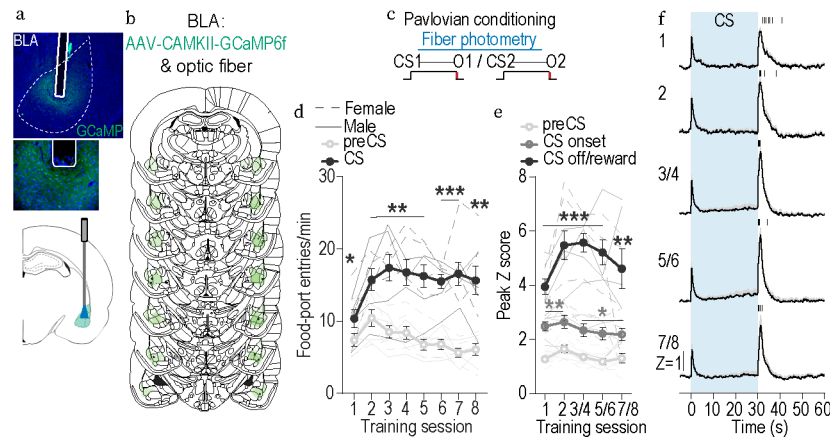 a
BLA
GCaMP
b
BLA:
AAV-CAMKII-GCaMP6f
& optic fiber
c
Pavlovian conditioning
Fiber photometry
CS1 O1 / CS2 O2
d
Female
Male
preCS
CS
Food-port entries/min
30
20
10
0
*
**
***
**
1 2 3 4 5 6 7 8
Training session
e
preCS
CS onset
CS off/reward
Peak Z score
8
6
4
2
0
***
**
**
*
1 2 3/4 5/6 7/8
Training session
f
CS
1
2
3/4
5/6
7/8
Z=1
0 10 20 30 40 50 60
Time (s)